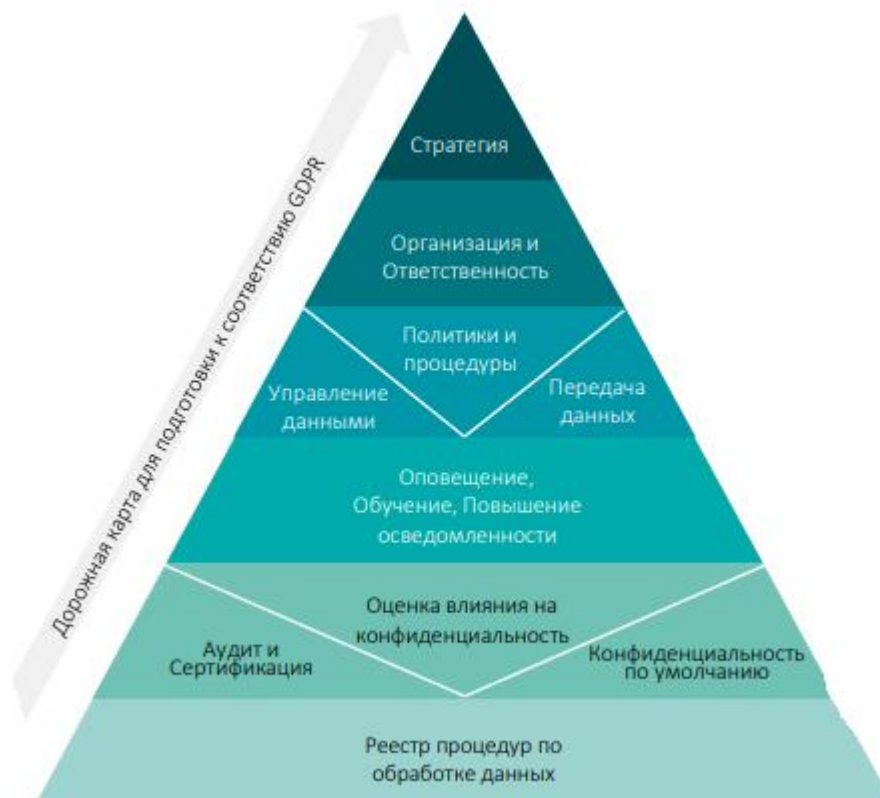 Дорожная карта для подготовки к соответствию GDPR
Стратегия
Организация и
Ответственность
Политики и
процедуры
Управление
данными
Передача
данных
Оповещение,
Обучение, Повышение
осведомленности
Оценка влияния на
конфиденциальность
Аудит и
Сертификация
Конфиденциальность
по умолчанию
Реестр процедур по
обработке данных